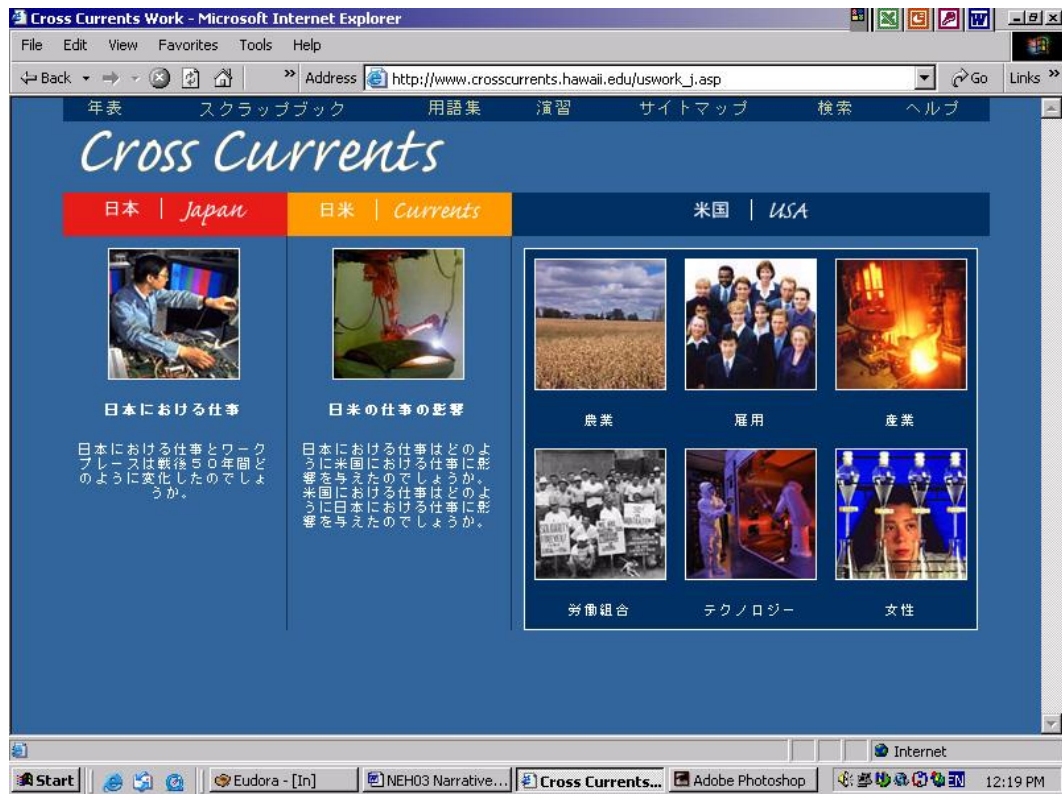 Cross Currents Work - Microsoft Internet Explorer
File Edit View Favorites Tools Help
Back » Address http://www.crosscurrents.hawaii.edu/uswork_j.asp Go Links »
年表 スクラップブック 用語集 演習 サイトマップ 検索 ヘルプ
Cross Currents
日本 | Japan 日米 | Currents 米国 | USA
日本における仕事
日本における仕事とワーク
プレースは戦後５０年間ど
のように変化したのでしょ
うか。
日米の仕事の影響
日本における仕事はどのよ
うに米国における仕事に影
響を与えたのでしょうか。
米国における仕事はどのよ
うに日本における仕事に影
響を与えたのでしょうか。
農業 雇用 産業
労働組合 テクノロジー 女性
Internet
Start Eudora - [In] NEH03 Narrative... Cross Currents... Adobe Photoshop EN 12:19 PM